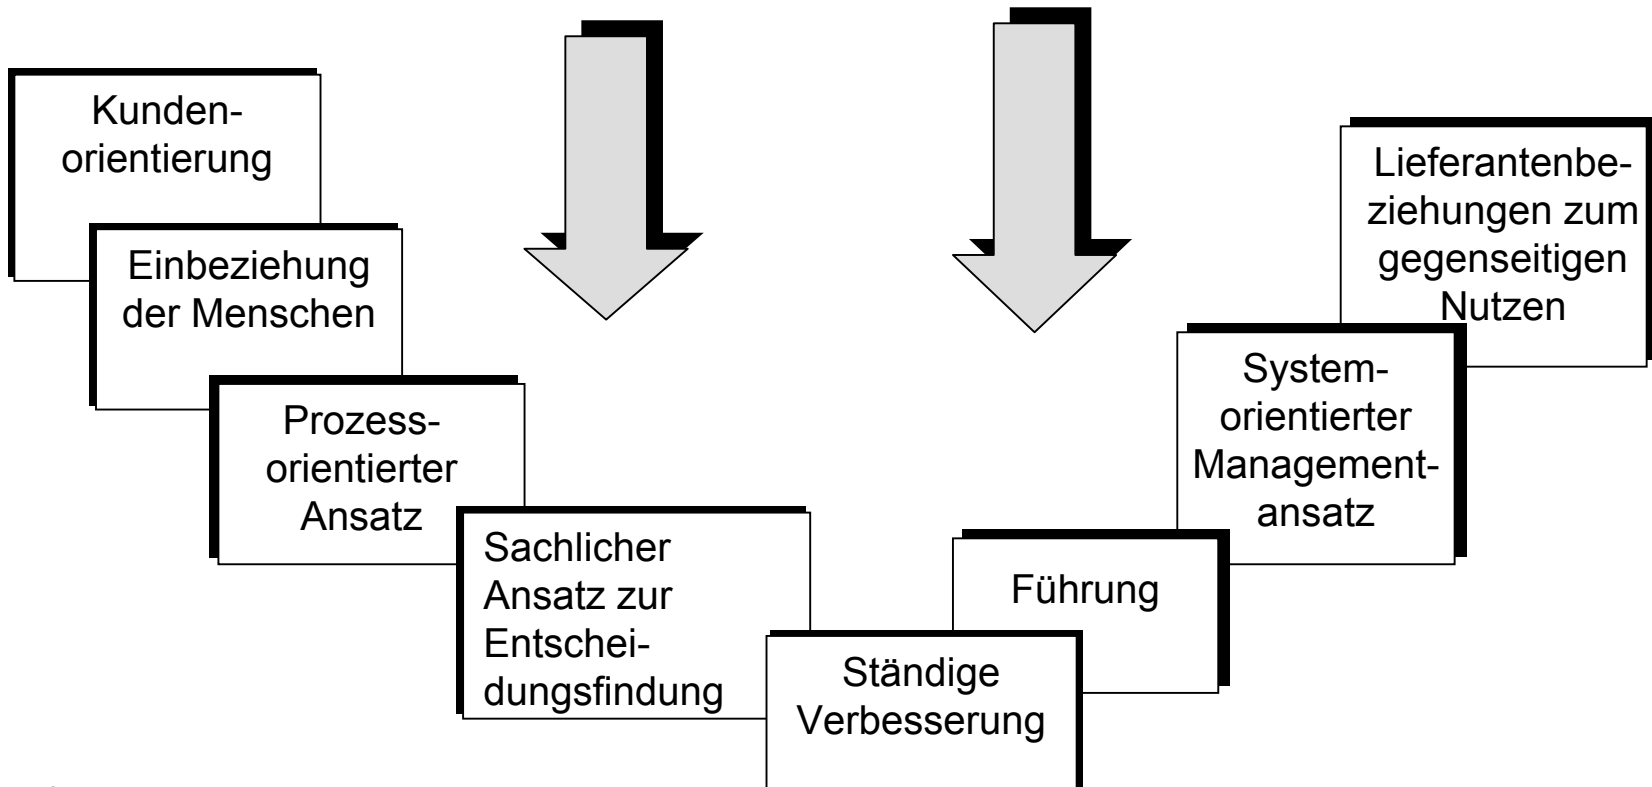 Kunden-
orientierung
Einbeziehung
der Menschen
Prozess-
orientierter
Ansatz
Sachlicher
Ansatz zur
Entschei-
dungsfindung
Ständige
Verbesserung
Führung
System-
orientierter
Management-
ansatz
Lieferantenbe-
ziehungen zum
gegenseitigen
Nutzen